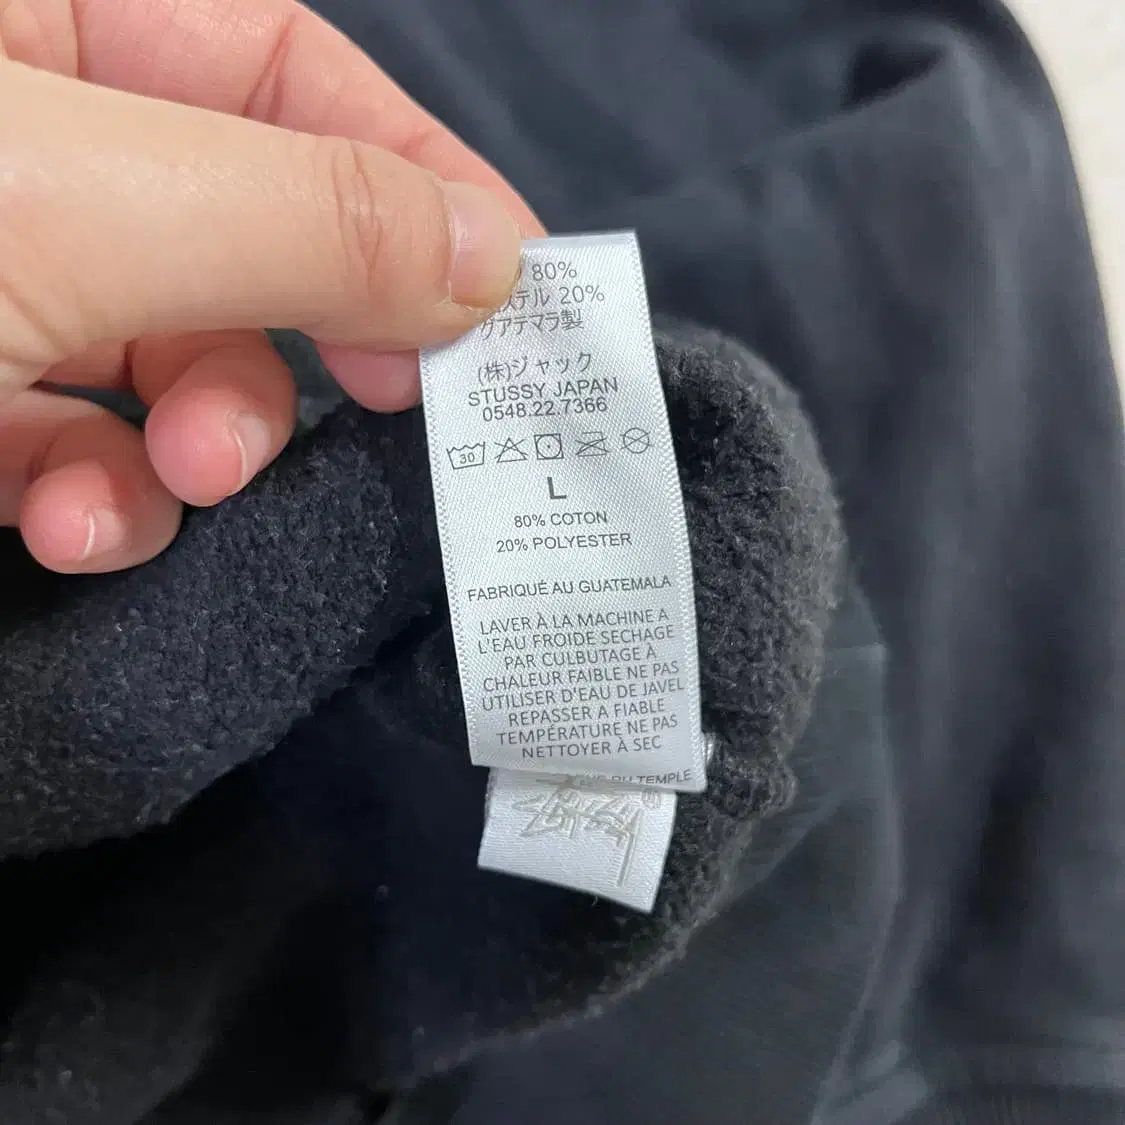 80%
ステル 20%
グアテマラ製
(株)ジャック
STUSSY JAPAN
0548.22.7366
30
L
80% COTON
20% POLYESTER
FABRIQUÉ AU GUATEMALA
LAVER À LA MACHINE A
L'EAU FROIDE SECHAGE
PAR CULBUTAGE À
CHALEUR FAIBLE NE PAS
UTILISER D'EAU DE JAVEL
REPASSER A FIABLE
TEMPÉRATURE NE PAS
NETTOYER À SEC
DU TEMPLE